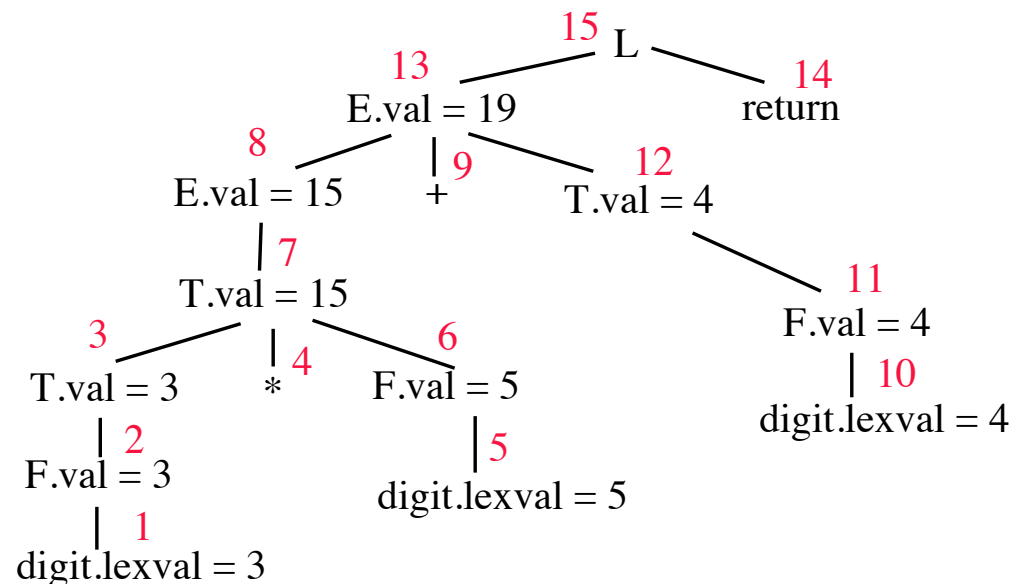 15 L
13 14
E.val = 19 return
8 9 12
E.val = 15 + T.val = 4
7 11
T.val = 15 F.val = 4
3 4 6 10
T.val = 3 * F.val = 5 digit.lexval = 4
2 5
F.val = 3 digit.lexval = 5
1
digit.lexval = 3